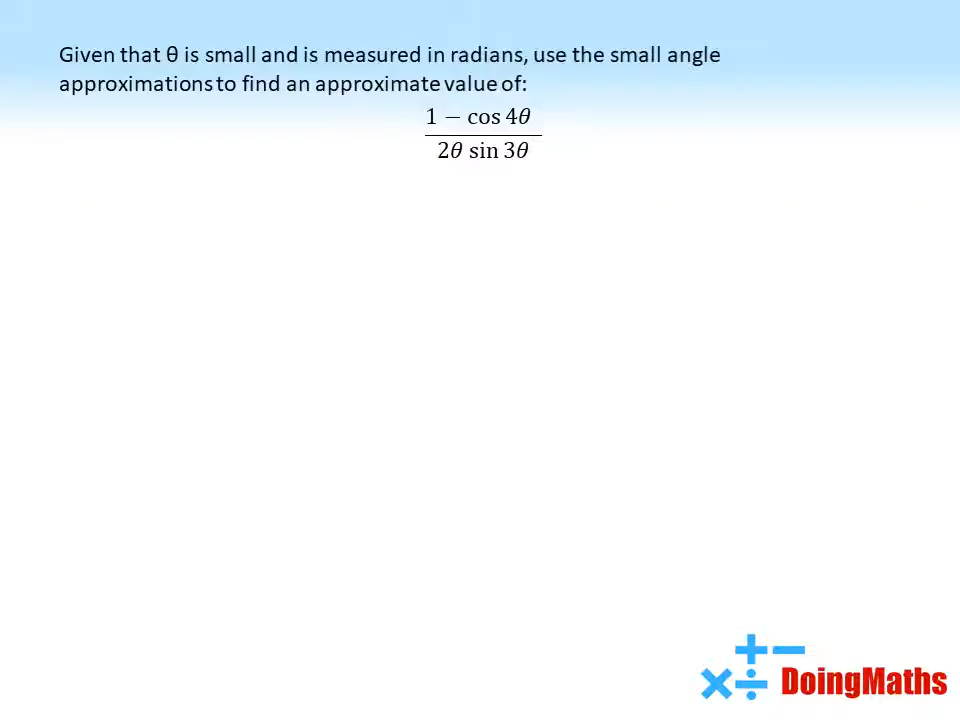 Given that θ is small and is measured in radians, use the small angle
approximations to find an approximate value of:
1 − cos 4θ
2θ sin 3θ
DoingMaths